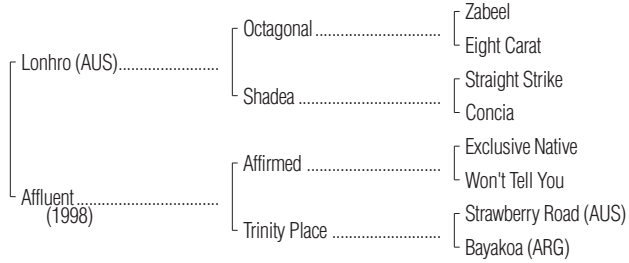 Zabeel
Octagonal
Eight Carat
Lonhro (AUS)
Straight Strike
Shadea
Concia
Exclusive Native
Affirmed
Won't Tell You
Affluent
(1998)
Strawberry Road (AUS)
Trinity Place
Bayakoa (ARG)